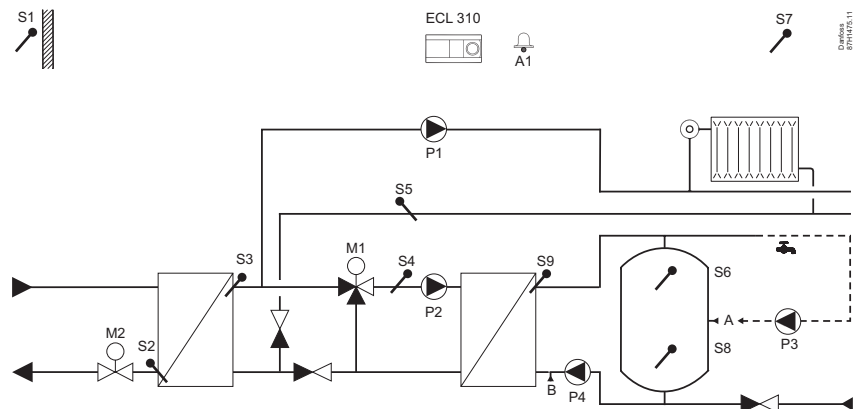 S1
ECL 310
A1
S7
Danfoss
87H1475.11
P1
S5
M1
S3
S4
S9
S6
P2
A
M2
S2
S8
P3
B
P4